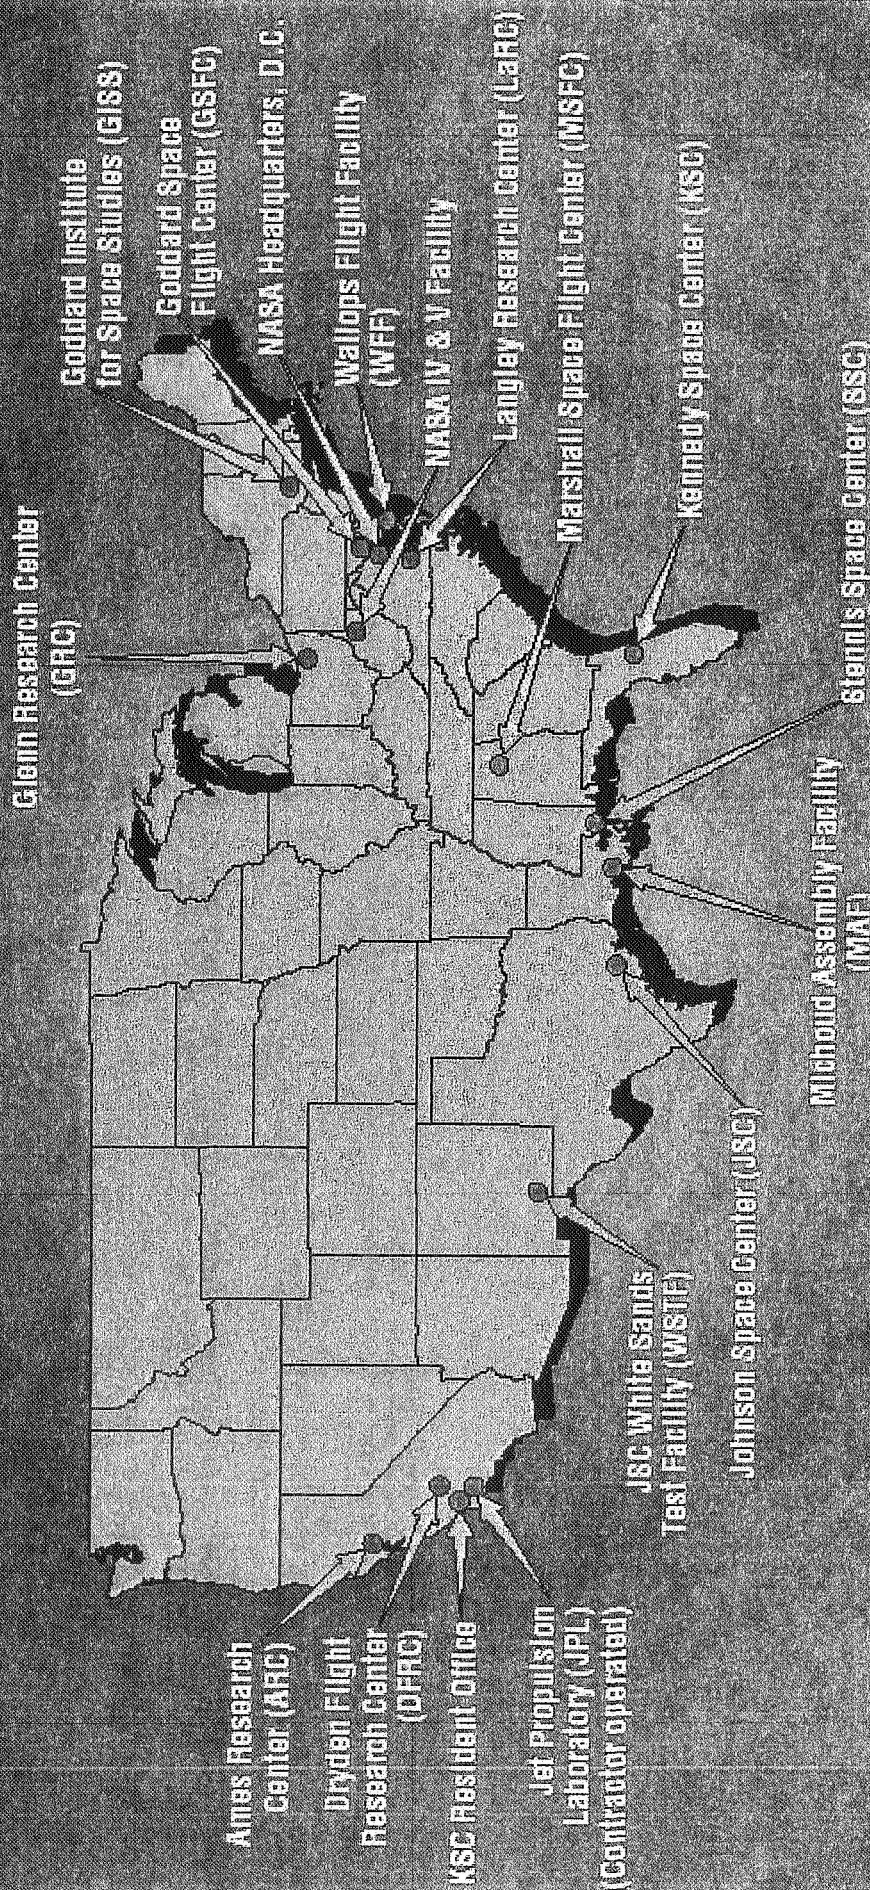 Glenn Research Center
(GRC)
Goddard Institute
for Space Studies (GISS)
Goddard Space
Flight Center (GSFC)
NASA Headquarters, D.C.
Wallops Flight Facility
(WFF)
NASA IV & V Facility
Langley Research Center (LaRC)
Marshall Space Flight Center (MSFC)
Kennedy Space Center (KSC)
Stennis Space Center (SSC)
Michoud Assembly Facility
(MAF)
Johnson Space Center (JSC)
JSC White Sands
Test Facility (WSTF)
Ames Research
Center (ARC)
Dryden Flight
Research Center
(DFRC)
KSC Resident Office
Jet Propulsion
Laboratory (JPL)
(Contractor operated)